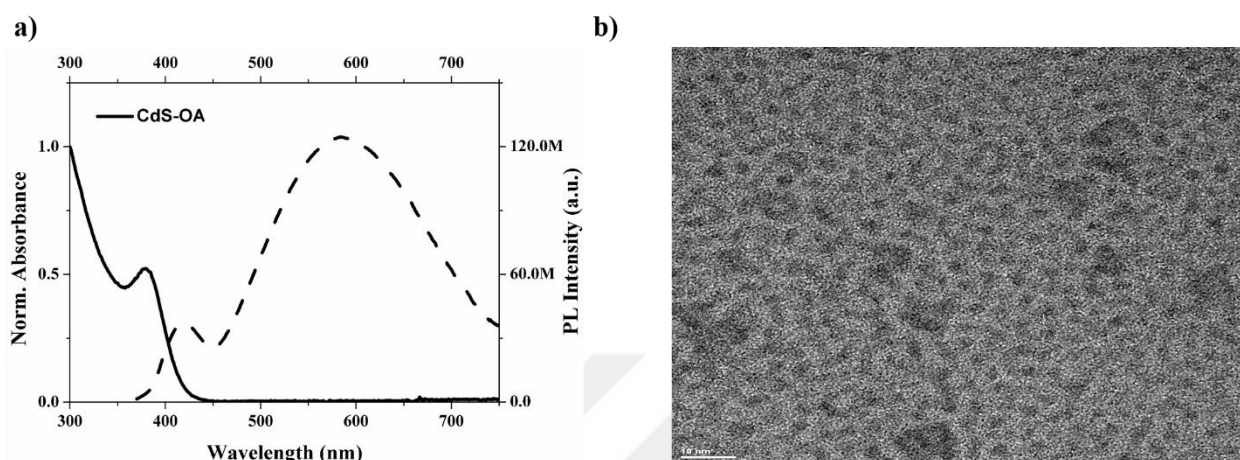 a)
b)
300 400 500 600 700
CdS-OA
1.0
0.5
0.0
120.0M
60.0M
0.0
Norm. Absorbance
PL Intensity (a.u.)
300 400 500 600 700
Wavelength (nm)
10 nm